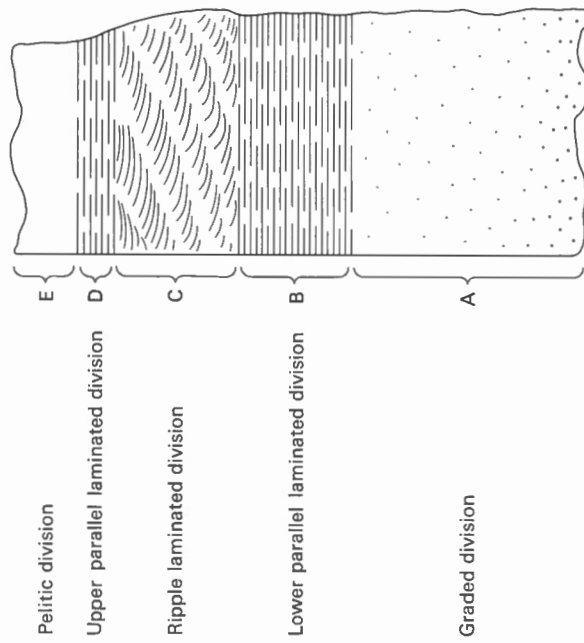 Pelitic division
E
Upper parallel laminated division
D
Ripple laminated division
C
Lower parallel laminated division
B
Graded division
A